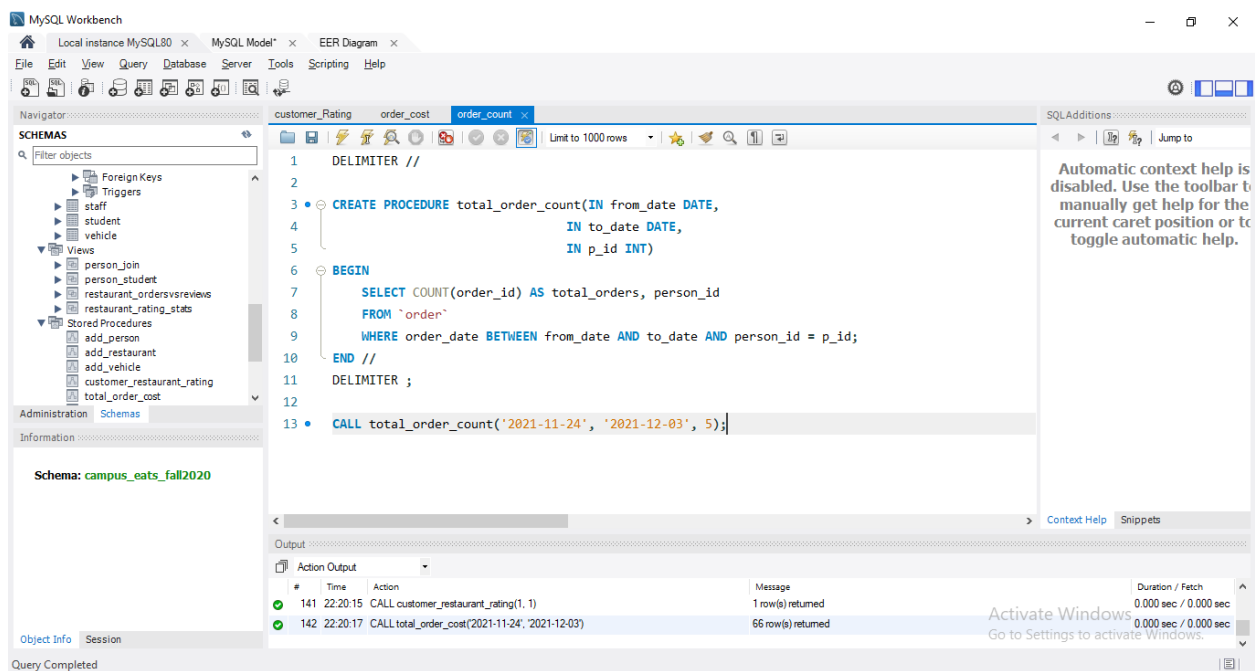 MySQL Workbench
Local instance MySQL80 × MySQL Model* × EER Diagram ×
File Edit View Query Database Server Tools Scripting Help
Navigator
SCHEMAS
Filter objects
Foreign Keys
Triggers
staff
student
vehicle
Views
person_join
person_student
restaurant_ordersvsreviews
restaurant_rating_stats
Stored Procedures
add_person
add_restaurant
add_vehicle
customer_restaurant_rating
total_order_cost
Administration Schemas
Information
Schema: campus_eats_fall2020
Object Info Session
Query Completed
customer_Rating order_cost order_count ×
Limit to 1000 rows
1 DELIMITER //
2
3 CREATE PROCEDURE total_order_count(IN from_date DATE,
4 IN to_date DATE,
5 IN p_id INT)
6 BEGIN
7 SELECT COUNT(order_id) AS total_orders, person_id
8 FROM `order`
9 WHERE order_date BETWEEN from_date AND to_date AND person_id = p_id;
10 END //
11 DELIMITER ;
12
13 CALL total_order_count('2021-11-24', '2021-12-03', 5);
Output
Action Output
# Time Action Message Duration / Fetch
141 22:20:15 CALL customer_restaurant_rating(1, 1) 1 row(s) returned 0.000 sec / 0.000 sec
142 22:20:17 CALL total_order_cost('2021-11-24', '2021-12-03') 66 row(s) returned 0.000 sec / 0.000 sec
SQLAdditions
Jump to
Automatic context help is
disabled. Use the toolbar to
manually get help for the
current caret position or to
toggle automatic help.
Context Help Snippets
Activate Windows
Go to Settings to activate Windows.